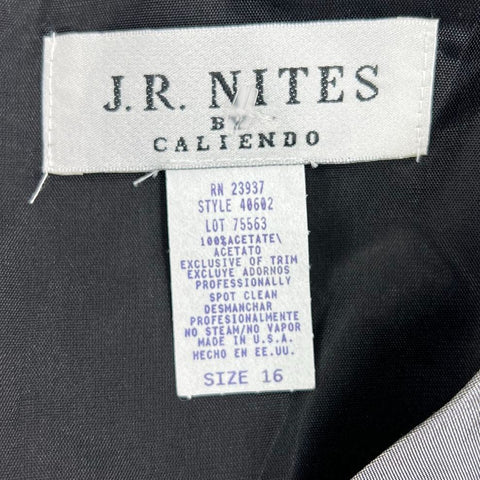 J.R. NITES
BY
CALIENDO
RN 23937
STYLE 40602
LOT 75563
100%ACETATE\
ACETATO
EXCLUSIVE OF TRIM
EXCLUYE ADORNOS
PROFESSIONALLY
SPOT CLEAN
DESMANCHAR
PROFESIONALMENTE
NO STEAM/NO VAPOR
MADE IN U.S.A.
HECHO EN EE.UU.
SIZE 16